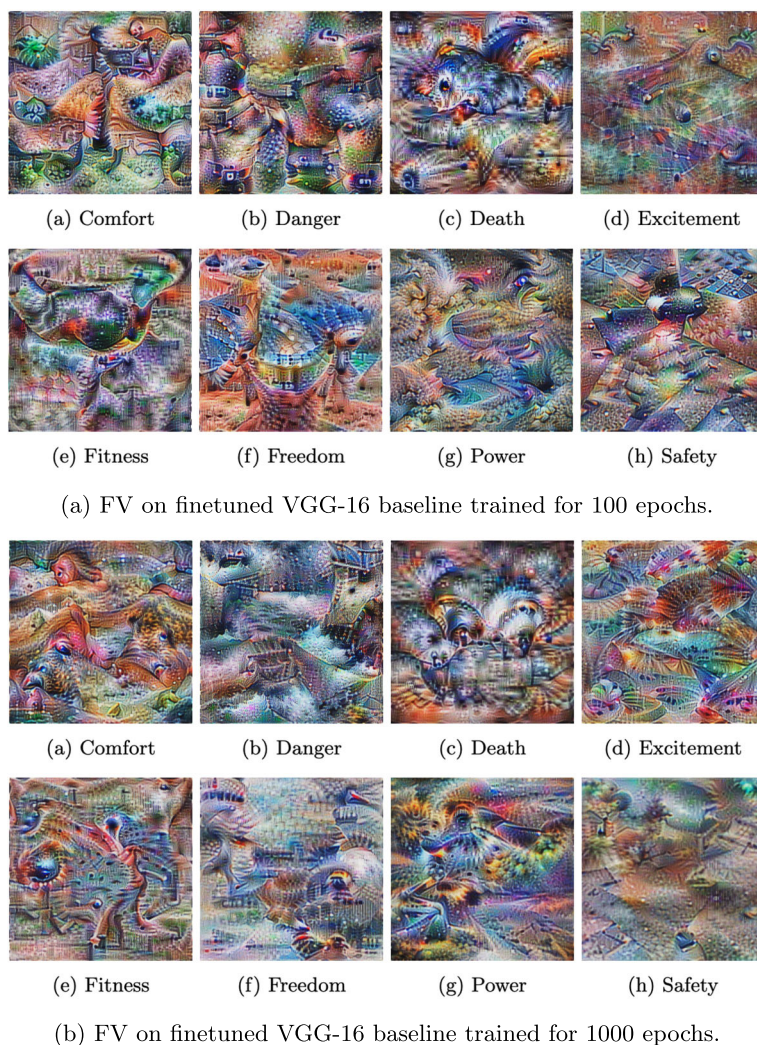 (a) Comfort (b) Danger (c) Death (d) Excitement
(e) Fitness (f) Freedom (g) Power (h) Safety
(a) FV on finetuned VGG-16 baseline trained for 100 epochs.
(a) Comfort (b) Danger (c) Death (d) Excitement
(e) Fitness (f) Freedom (g) Power (h) Safety
(b) FV on finetuned VGG-16 baseline trained for 1000 epochs.